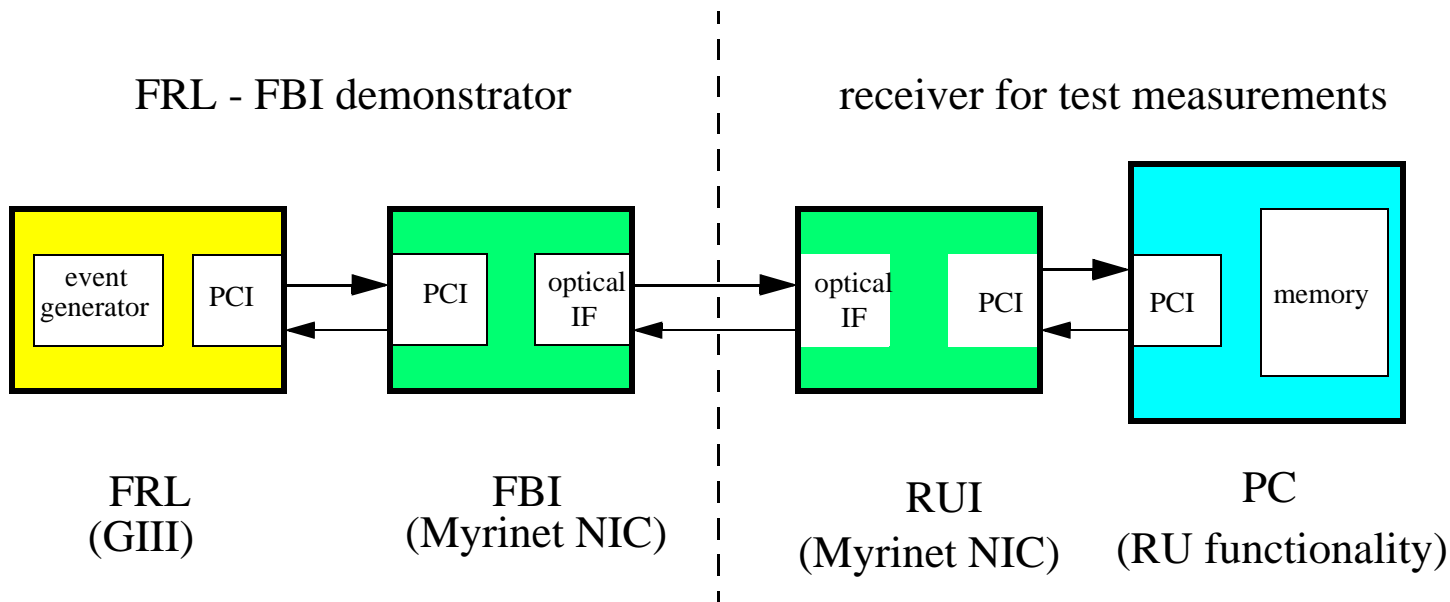 FRL - FBI demonstrator
receiver for test measurements
event
generator
PCI
PCI
optical
IF
optical
IF
PCI
PCI
memory
FRL
(GIII)
FBI
(Myrinet NIC)
RUI
(Myrinet NIC)
PC
(RU functionality)